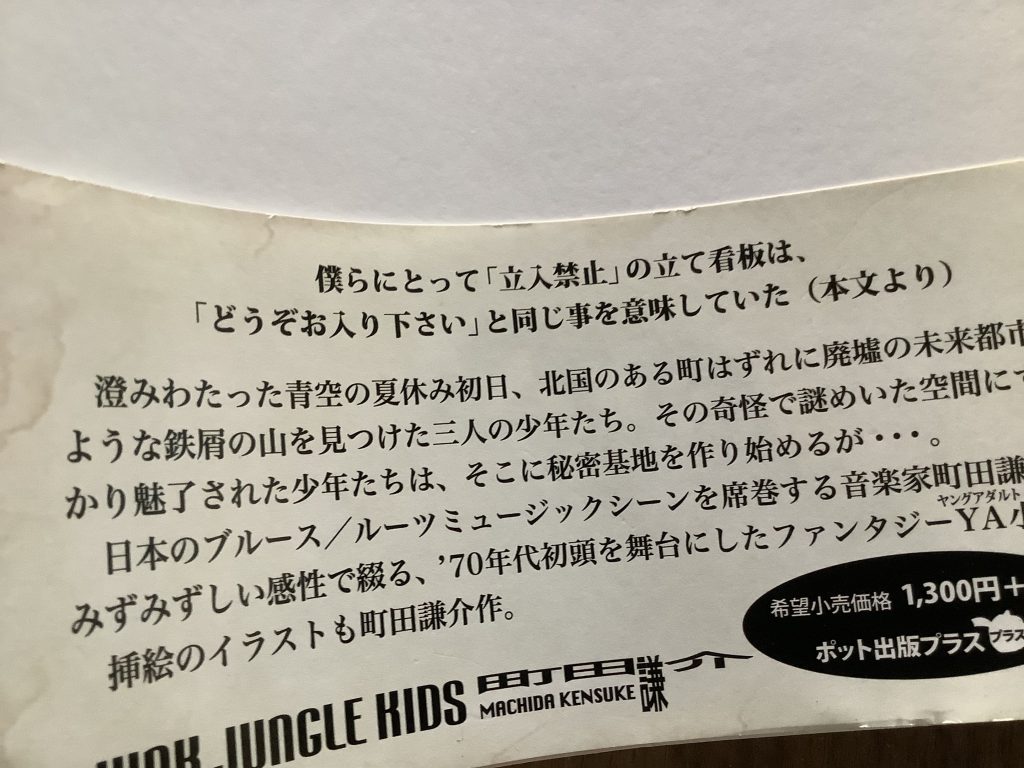 僕らにとって「立入禁止」の立て看板は、
「どうぞお入り下さい」と同じ事を意味していた（本文より）
澄みわたった青空の夏休み初日、北国のある町はずれに廃墟の未来都市
ような鉄屑の山を見つけた三人の少年たち。その奇怪で謎めいた空間にす
かり魅了された少年たちは、そこに秘密基地を作り始めるが・・・。
日本のブルース／ルーツミュージックシーンを席巻する音楽家町田謙
ヤングアダルト
みずみずしい感性で綴る、’70年代初頭を舞台にしたファンタジーYA小
挿絵のイラストも町田謙介作。
希望小売価格 1,300円＋
ポット出版プラス プラス
JUNGLE KIDS 町田謙介
MACHIDA KENSUKE